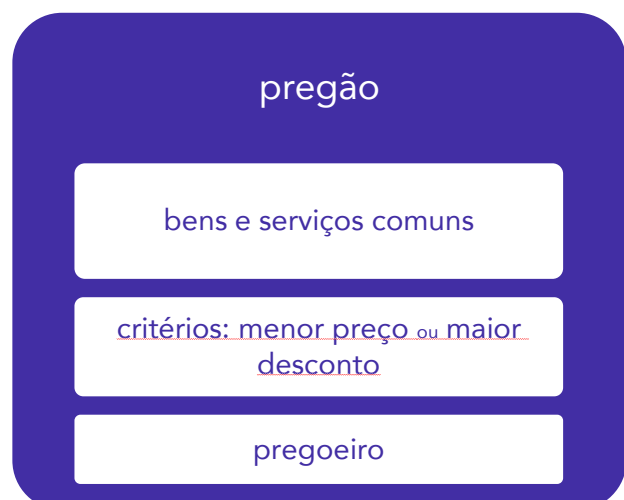 pregão
bens e serviços comuns
critérios: menor preço ou maior
desconto
pregoeiro